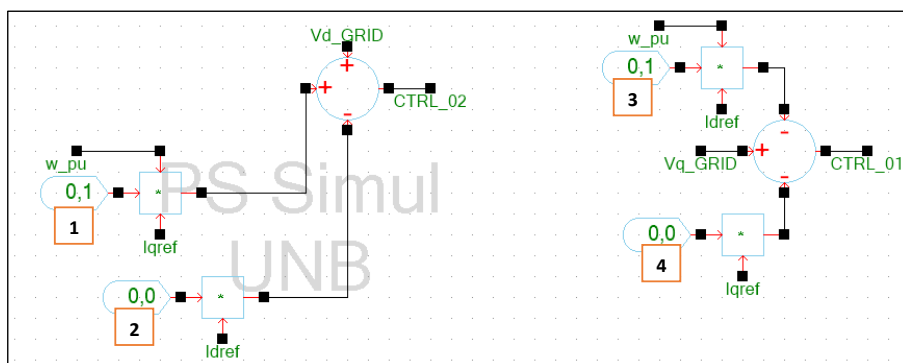 Vd_GRID
+
+
-
CTRL_02
w_pu
0,1
*
1
Iqref
0,0
*
2
Idref
PS Simul
UNB
w_pu
0,1
*
3
Idref
-
Vq_GRID
+
-
CTRL_01
0,0
*
4
Iqref